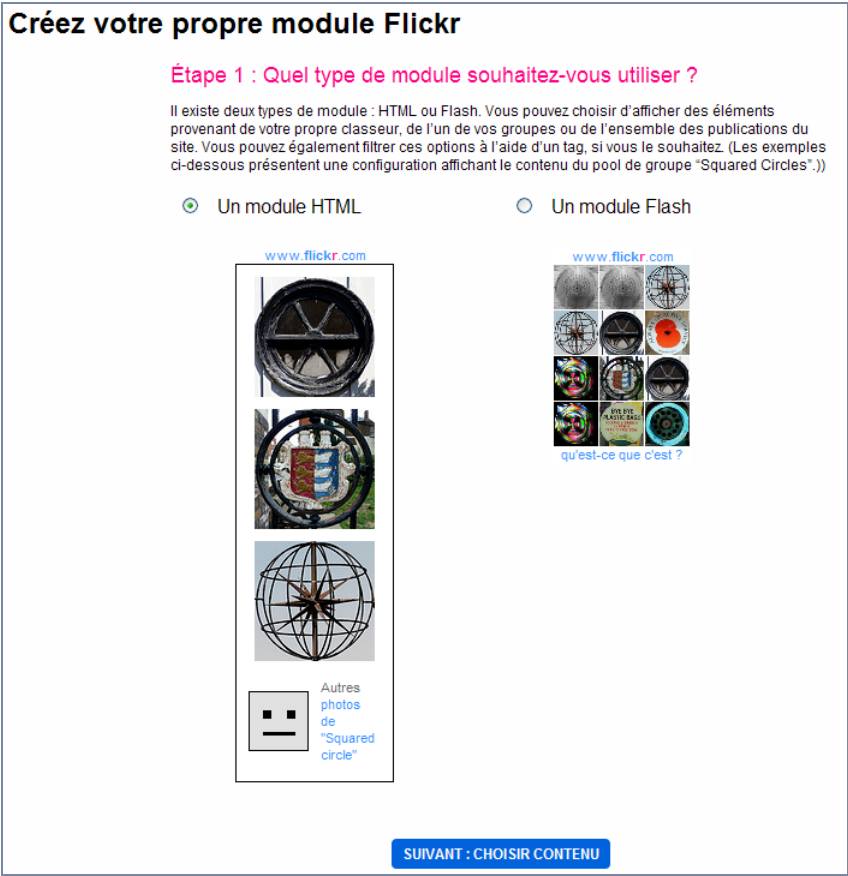 Créez votre propre module Flickr
Étape 1 : Quel type de module souhaitez-vous utiliser ?
Il existe deux types de module : HTML ou Flash. Vous pouvez choisir d’afficher des éléments
provenant de votre propre classeur, de l’un de vos groupes ou de l’ensemble des publications du
site. Vous pouvez également filtrer ces options à l’aide d’un tag, si vous le souhaitez. (Les exemples
ci-dessous présentent une configuration affichant le contenu du pool de groupe “Squared Circles”.))
Un module HTML
Un module Flash
www.flickr.com
Autres
photos
de
"Squared
circle"
www.flickr.com
BYE BYE
PLASTIC BAGS
qu'est-ce que c'est ?
SUIVANT : CHOISIR CONTENU